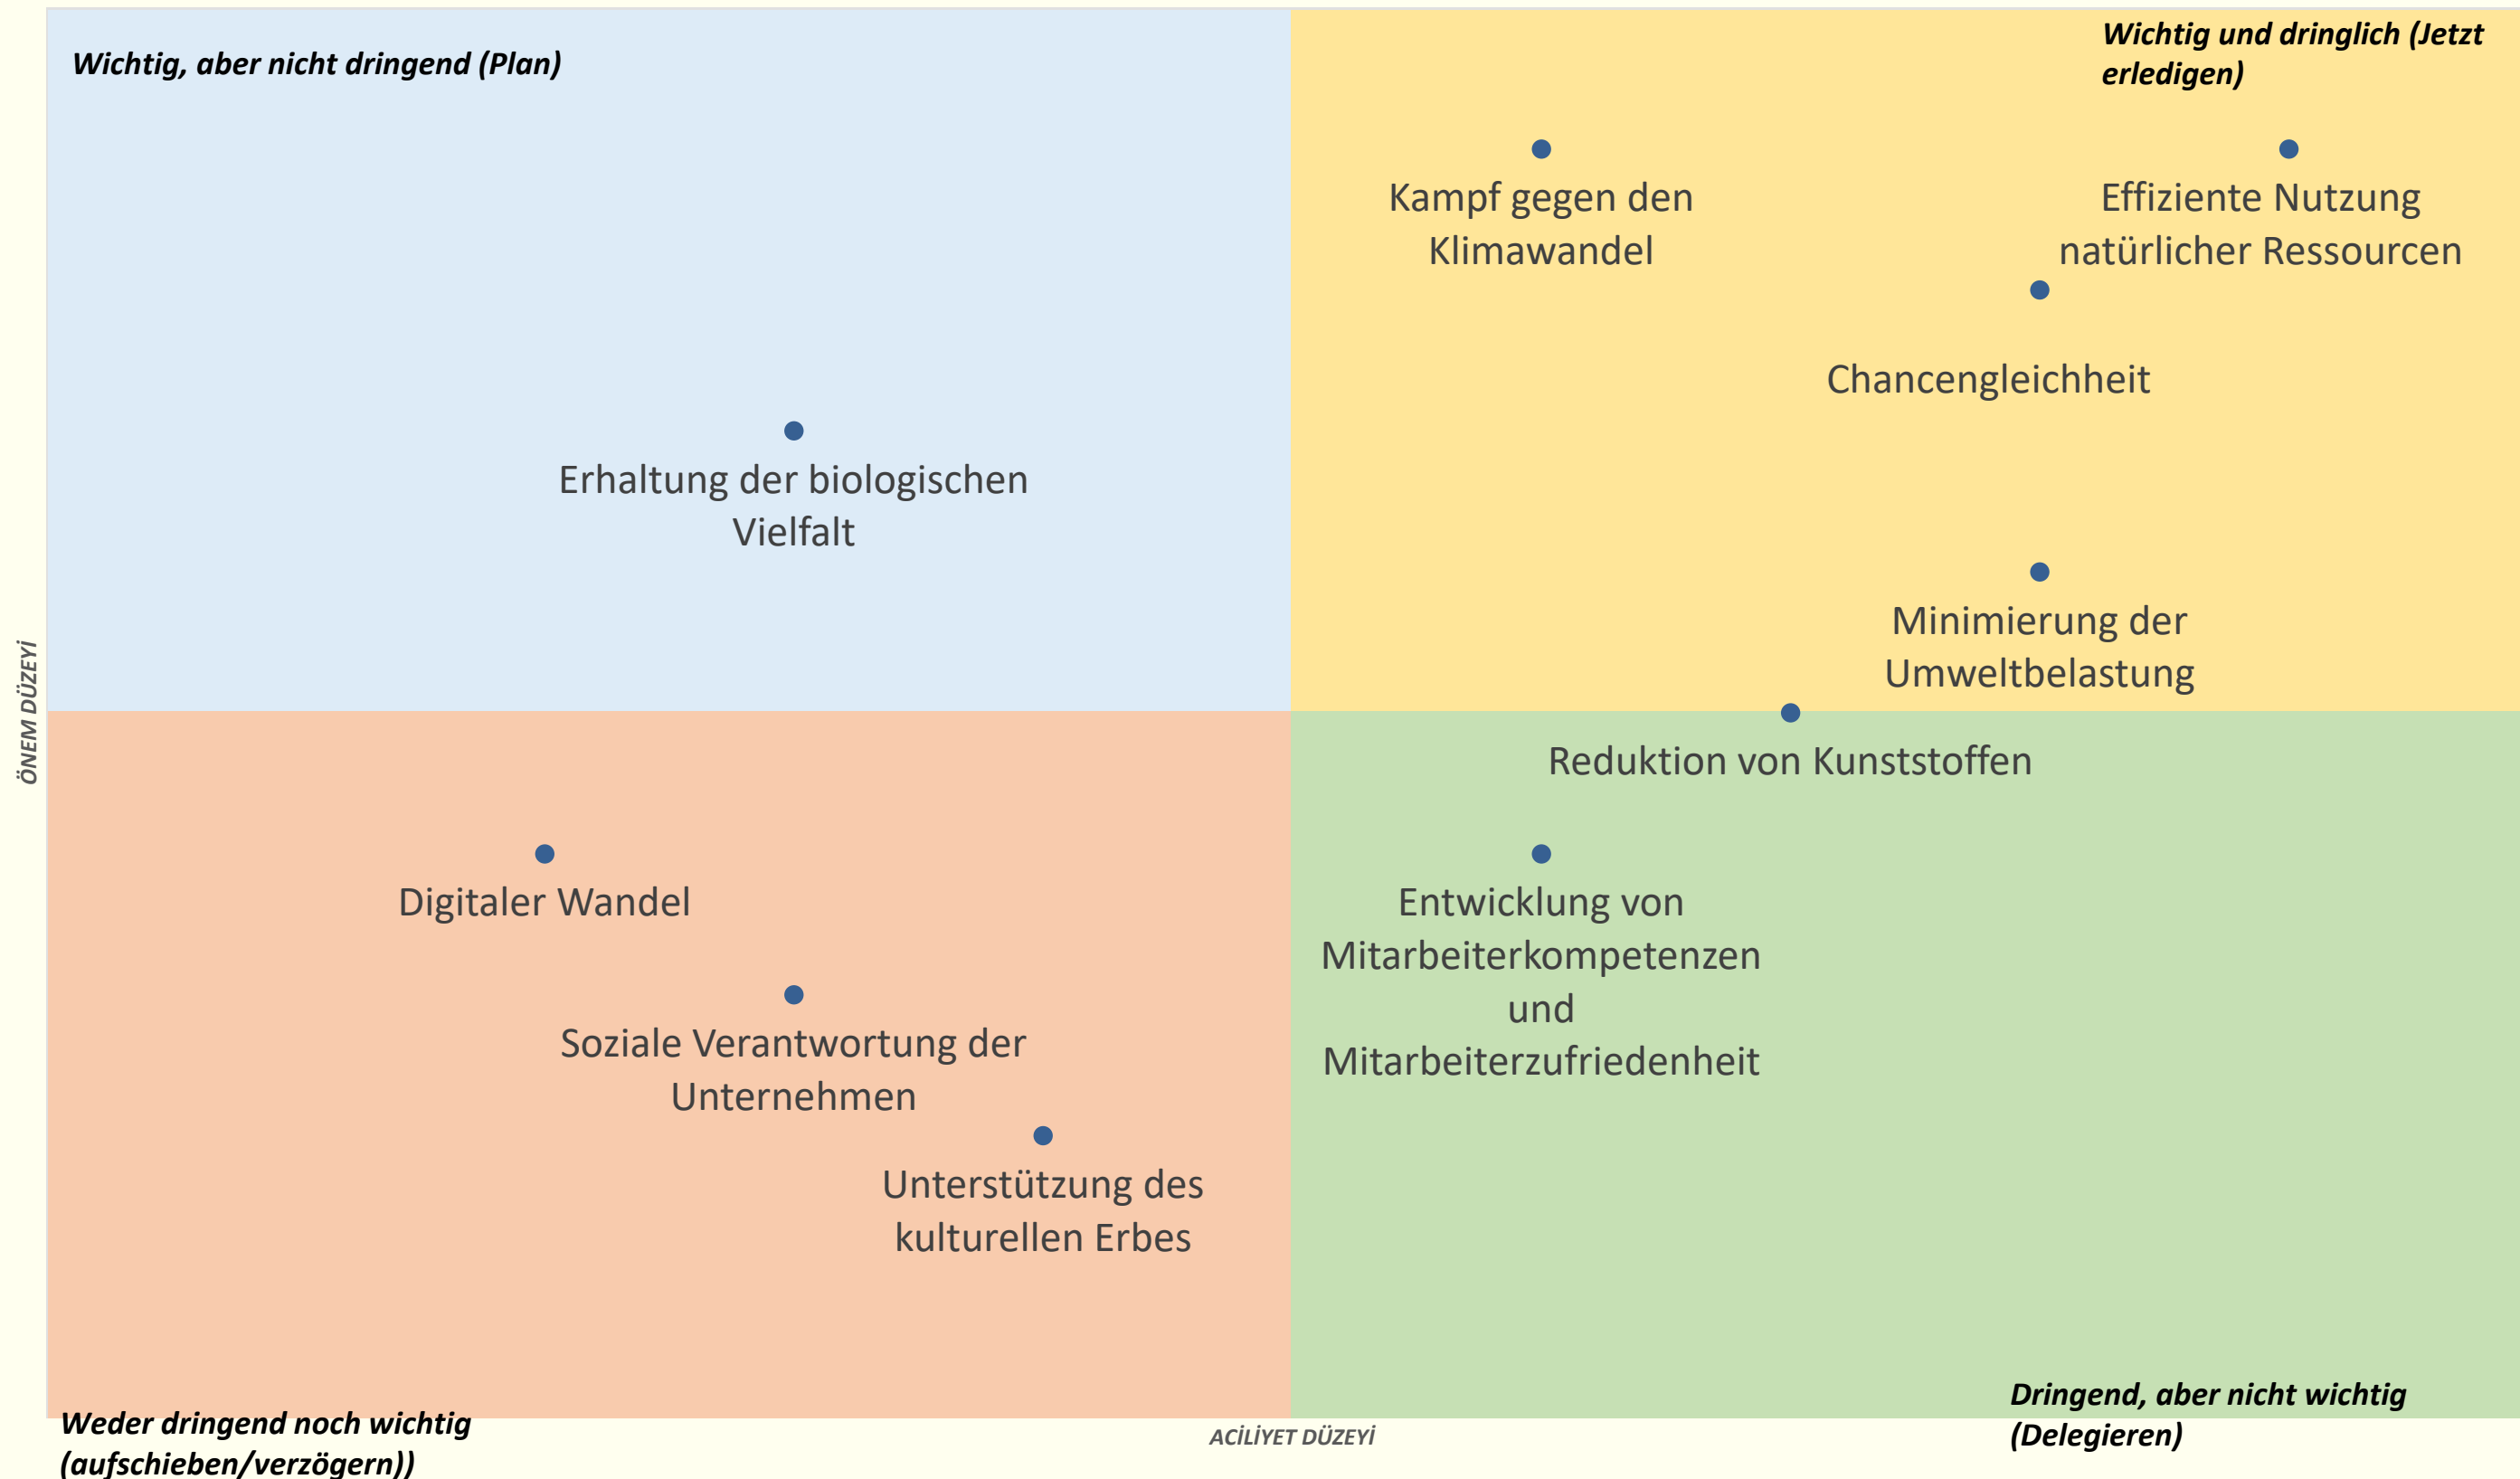 Wichtig, aber nicht dringend (Plan)
Wichtig und dringlich (Jetzt
erledigen)
Kampf gegen den
Klimawandel
Effiziente Nutzung
natürlicher Ressourcen
Chancengleichheit
Erhaltung der biologischen
Vielfalt
Minimierung der
Umweltbelastung
ÖNEM DÜZEYİ
Reduktion von Kunststoffen
Digitaler Wandel
Entwicklung von
Mitarbeiterkompetenzen
und
Mitarbeiterzufriedenheit
Soziale Verantwortung der
Unternehmen
Unterstützung des
kulturellen Erbes
Weder dringend noch wichtig
(aufschieben/verzögern))
ACİLİYET DÜZEYİ
Dringend, aber nicht wichtig
(Delegieren)